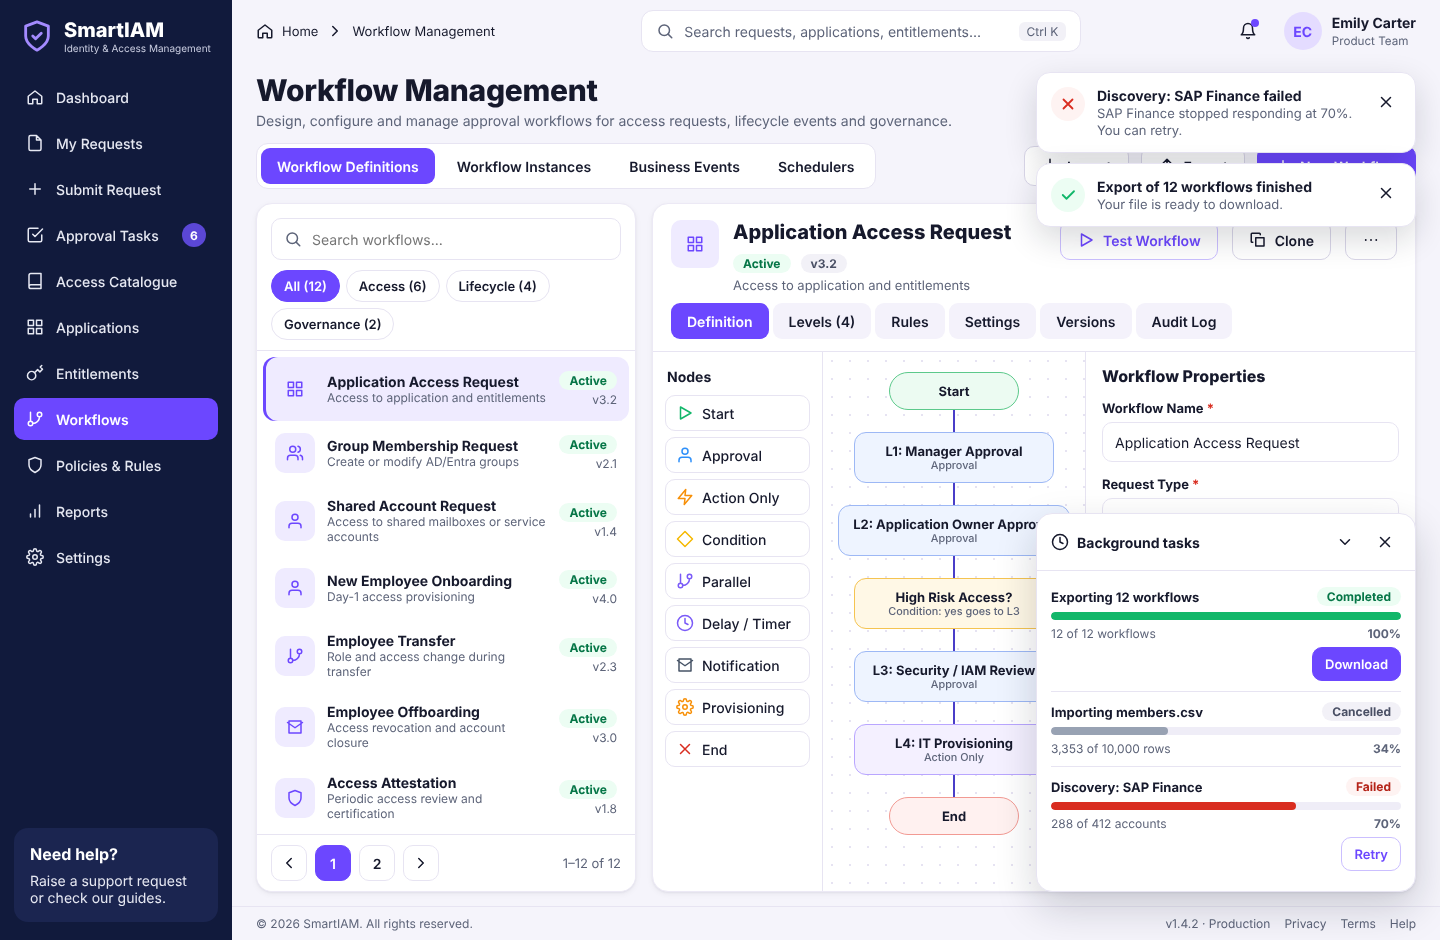 SmartIAM
Identity & Access Management
Dashboard
My Requests
Submit Request
Approval Tasks 6
Access Catalogue
Applications
Entitlements
Workflows
Policies & Rules
Reports
Settings
Need help?
Raise a support request
or check our guides.
Home Workflow Management
Search requests, applications, entitlements... Ctrl K
EC
Emily Carter
Product Team
Workflow Management
Design, configure and manage approval workflows for access requests, lifecycle events and governance.
Workflow Definitions Workflow Instances Business Events Schedulers
Discovery: SAP Finance failed
SAP Finance stopped responding at 70%.
You can retry.
Export of 12 workflows finished
Your file is ready to download.
Search workflows...
All (12) Access (6) Lifecycle (4)
Governance (2)
Application Access Request Active
Access to application and entitlements v3.2
Group Membership Request Active
Create or modify AD/Entra groups v2.1
Shared Account Request Active
Access to shared mailboxes or service
accounts v1.4
New Employee Onboarding Active
Day-1 access provisioning v4.0
Employee Transfer Active
Role and access change during
transfer v2.3
Employee Offboarding Active
Access revocation and account
closure v3.0
Access Attestation Active
Periodic access review and
certification v1.8
1 2 1–12 of 12
Application Access Request
Active v3.2
Access to application and entitlements
Test Workflow Clone ...
Definition Levels (4) Rules Settings Versions Audit Log
Nodes
Start
Approval
Action Only
Condition
Parallel
Delay / Timer
Notification
Provisioning
End
Start
L1: Manager Approval
Approval
L2: Application Owner
Approval
High Risk Access?
Condition: yes goes to L3
L3: Security / IAM Review
Approval
L4: IT Provisioning
Action Only
End
Workflow Properties
Workflow Name *
Application Access Request
Request Type *
Background tasks
Exporting 12 workflows Completed
12 of 12 workflows 100%
Download
Importing members.csv Cancelled
3,353 of 10,000 rows 34%
Discovery: SAP Finance Failed
288 of 412 accounts 70%
Retry
© 2026 SmartIAM. All rights reserved.
v1.4.2 · Production Privacy Terms Help